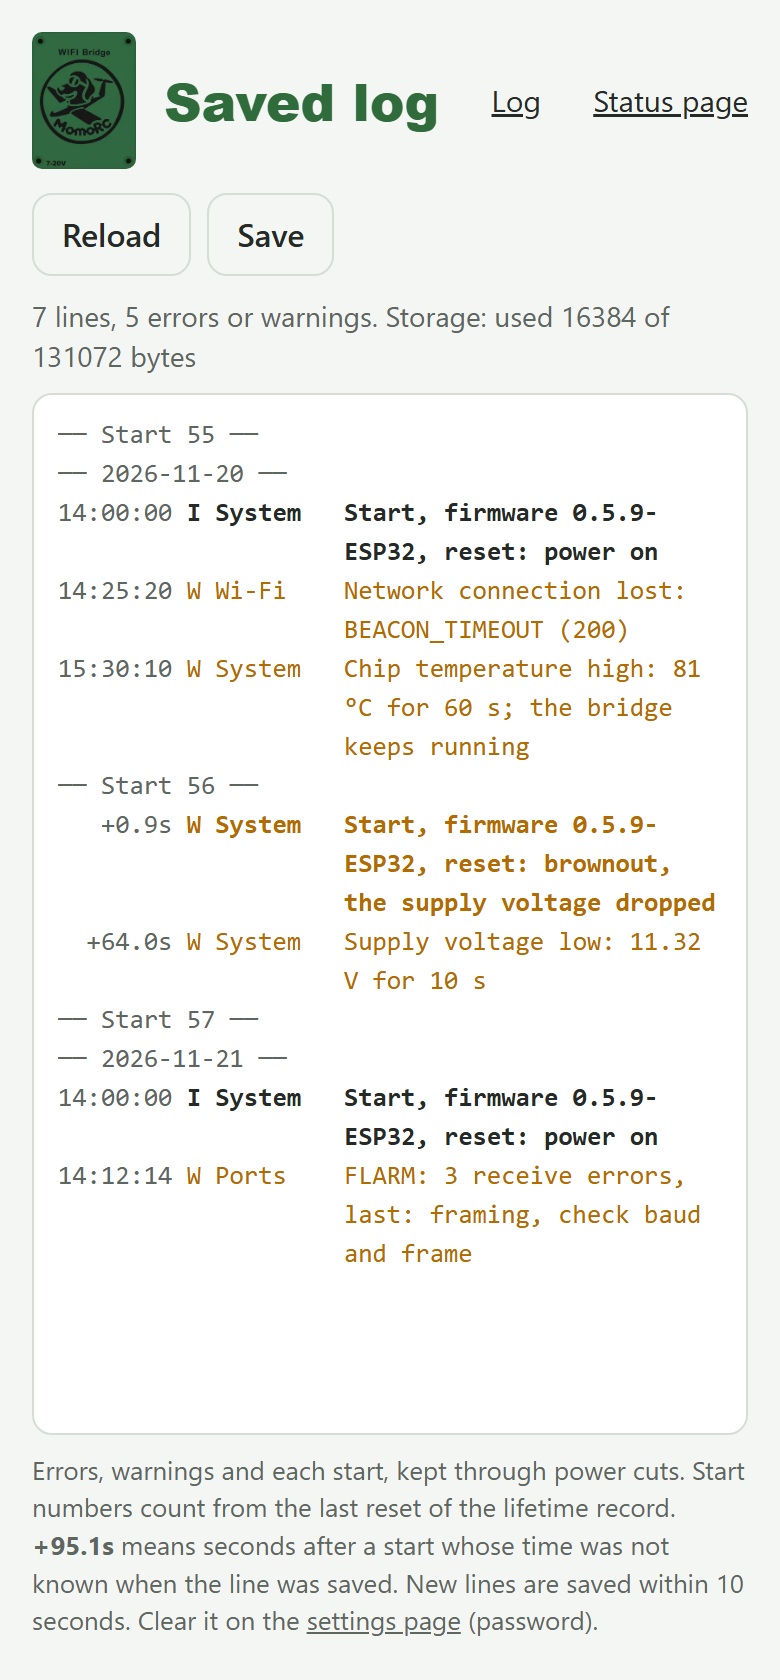 WIFI Bridge
MomoRC
7-20V
Saved log
Log
Status page
Reload
Save
7 lines, 5 errors or warnings. Storage: used 16384 of
131072 bytes
── Start 55 ──
── 2026-11-20 ──
14:00:00 I System Start, firmware 0.5.9-
ESP32, reset: power on
14:25:20 W Wi-Fi Network connection lost:
BEACON_TIMEOUT (200)
15:30:10 W System Chip temperature high: 81
°C for 60 s; the bridge
keeps running
── Start 56 ──
+0.9s W System Start, firmware 0.5.9-
ESP32, reset: brownout,
the supply voltage dropped
+64.0s W System Supply voltage low: 11.32
V for 10 s
── Start 57 ──
── 2026-11-21 ──
14:00:00 I System Start, firmware 0.5.9-
ESP32, reset: power on
14:12:14 W Ports FLARM: 3 receive errors,
last: framing, check baud
and frame
Errors, warnings and each start, kept through power cuts. Start
numbers count from the last reset of the lifetime record.
+95.1s means seconds after a start whose time was not
known when the line was saved. New lines are saved within 10
seconds. Clear it on the settings page (password).